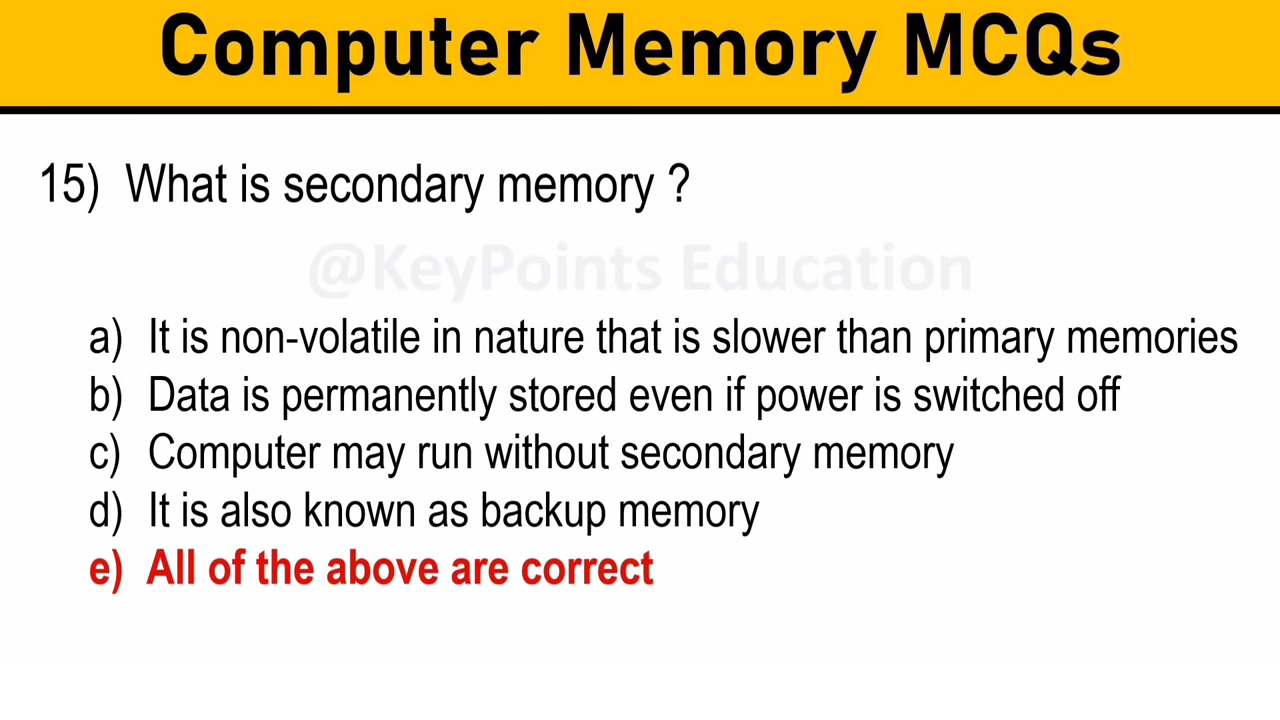 Computer Memory MCQs
15) What is secondary memory ?
@KeyPoints Education
a) It is non-volatile in nature that is slower than primary memories
b) Data is permanently stored even if power is switched off
c) Computer may run without secondary memory
d) It is also known as backup memory
e) All of the above are correct